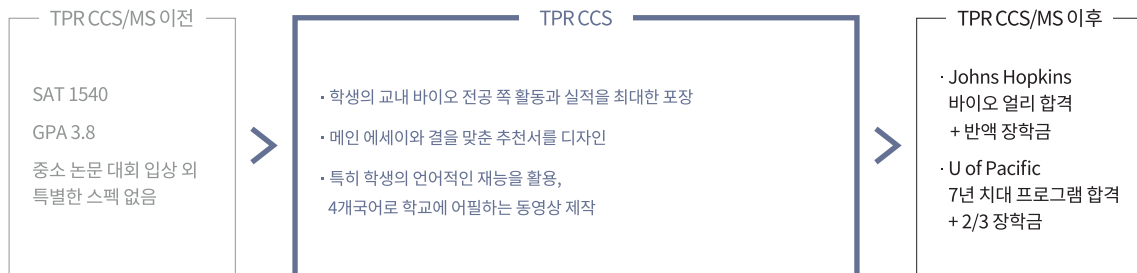 TPR CCS/MS 이전
SAT 1540
GPA 3.8
중소 논문 대회 입상 외
특별한 스펙 없음
TPR CCS
· 학생의 교내 바이오 전공 쪽 활동과 실적을 최대한 포장
· 메인 에세이와 결을 맞춘 추천서를 디자인
· 특히 학생의 언어적인 재능을 활용,
4개국어로 학교에 어필하는 동영상 제작
TPR CCS/MS 이후
· Johns Hopkins
바이오 얼리 합격
+ 반액 장학금
· U of Pacific
7년 치대 프로그램 합격
+ 2/3 장학금